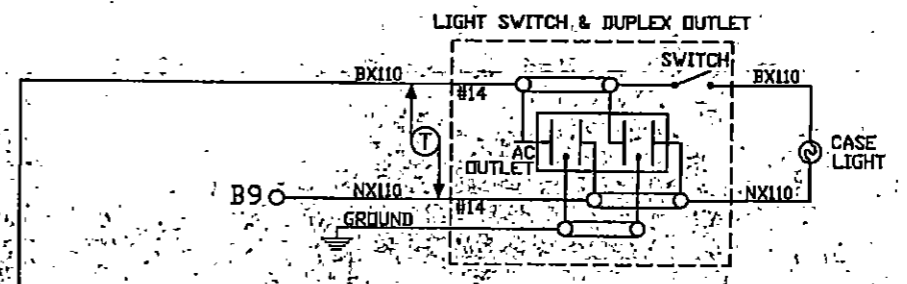 LIGHT SWITCH & DUPLEX OUTLET
SWITCH
BX110
BX110
#14
T
AC
OUTLET
CASE
LIGHT
B9
NX110
NX110
#14
GROUND